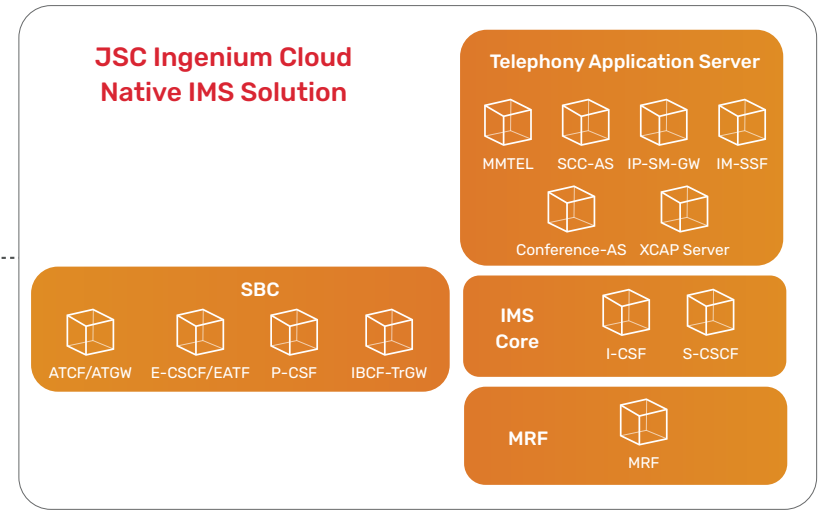 JSC Ingenium Cloud
Native IMS Solution
Telephony Application Server
MMTEL SCC-AS IP-SM-GW IM-SSF
Conference-AS XCAP Server
SBC
ATCF/ATGW E-CSCF/EATF P-CSF IBCF-TrGW
IMS
Core
I-CSF S-CSCF
MRF
MRF